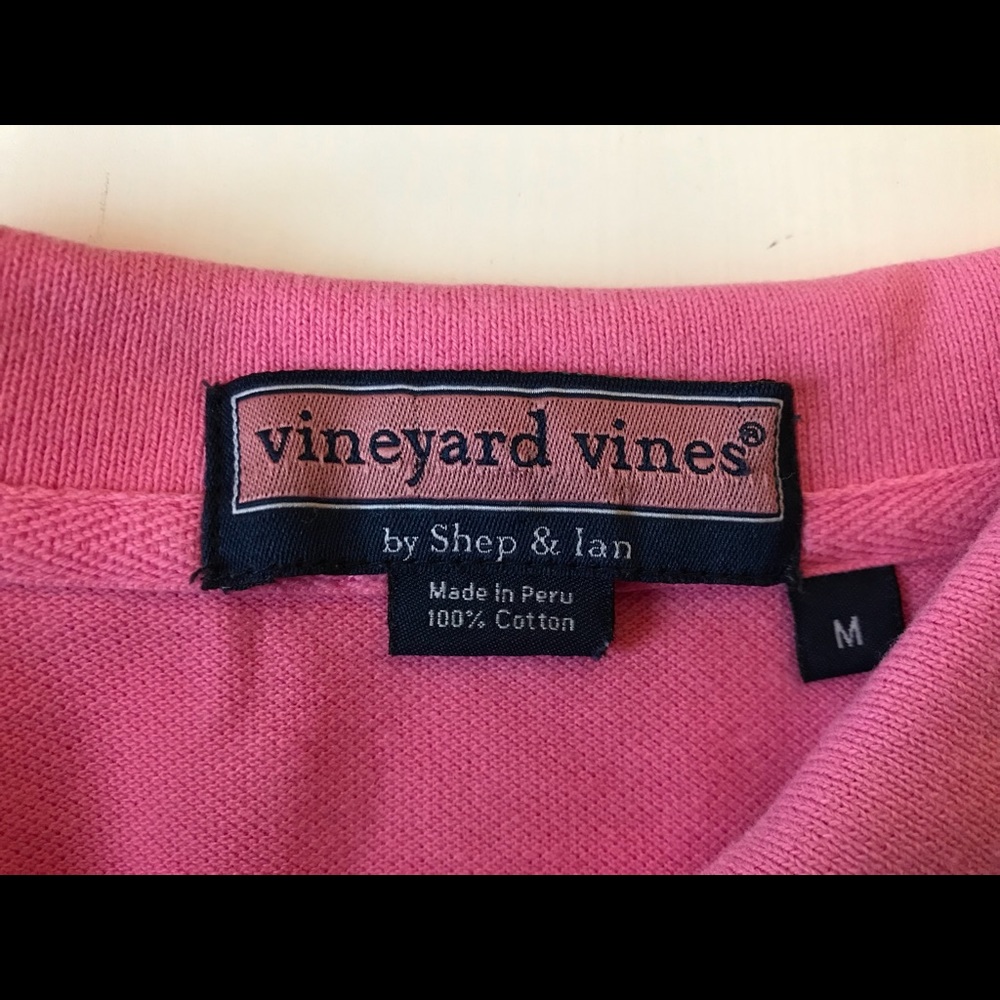 vineyard vines®
by Shep & Ian
Made In Peru
100% Cotton
M